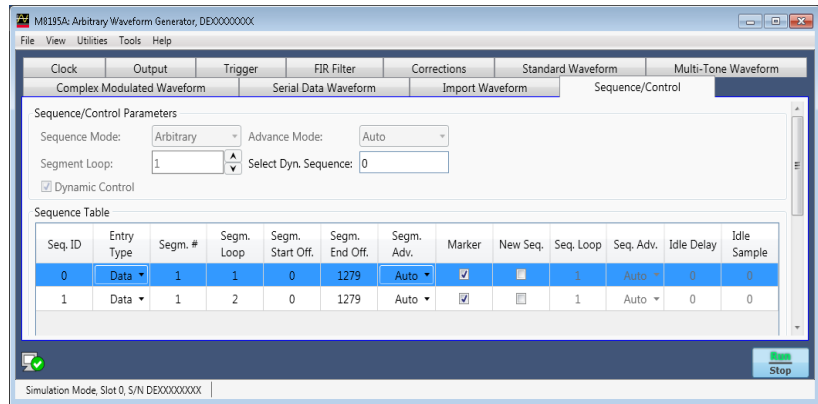 M8195A: Arbitrary Waveform Generator, DEXXXXXXXX
File View Utilities Tools Help
Clock Output Trigger FIR Filter Corrections Standard Waveform Multi-Tone Waveform
Complex Modulated Waveform Serial Data Waveform Import Waveform Sequence/Control
Sequence/Control Parameters
Sequence Mode: Arbitrary Advance Mode: Auto
Segment Loop: 1 Select Dyn. Sequence: 0
Dynamic Control
Sequence Table
Seq. ID Entry Type Segm. # Segm. Loop Segm. Start Off. Segm. End Off. Segm. Adv. Marker New Seq. Seq. Loop Seq. Adv. Idle Delay Idle Sample
0 Data 1 1 0 1279 Auto 1 Auto 0 0
1 Data 1 2 0 1279 Auto 1 Auto 0 0
Run
Stop
Simulation Mode, Slot 0, S/N DEXXXXXXXX